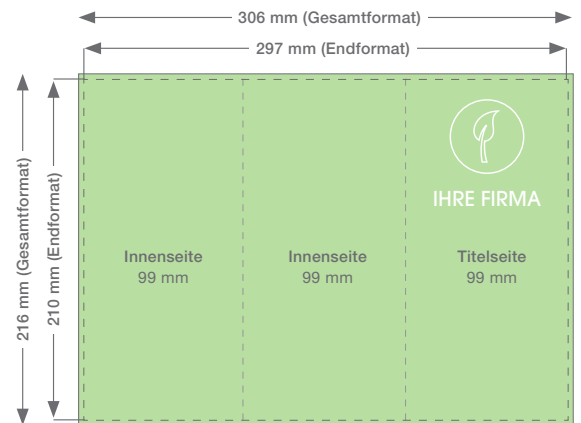 306 mm (Gesamtformat)
297 mm (Endformat)
216 mm (Gesamtformat)
210 mm (Endformat)
IHRE FIRMA
Innenseite
99 mm
Innenseite
99 mm
Titelseite
99 mm